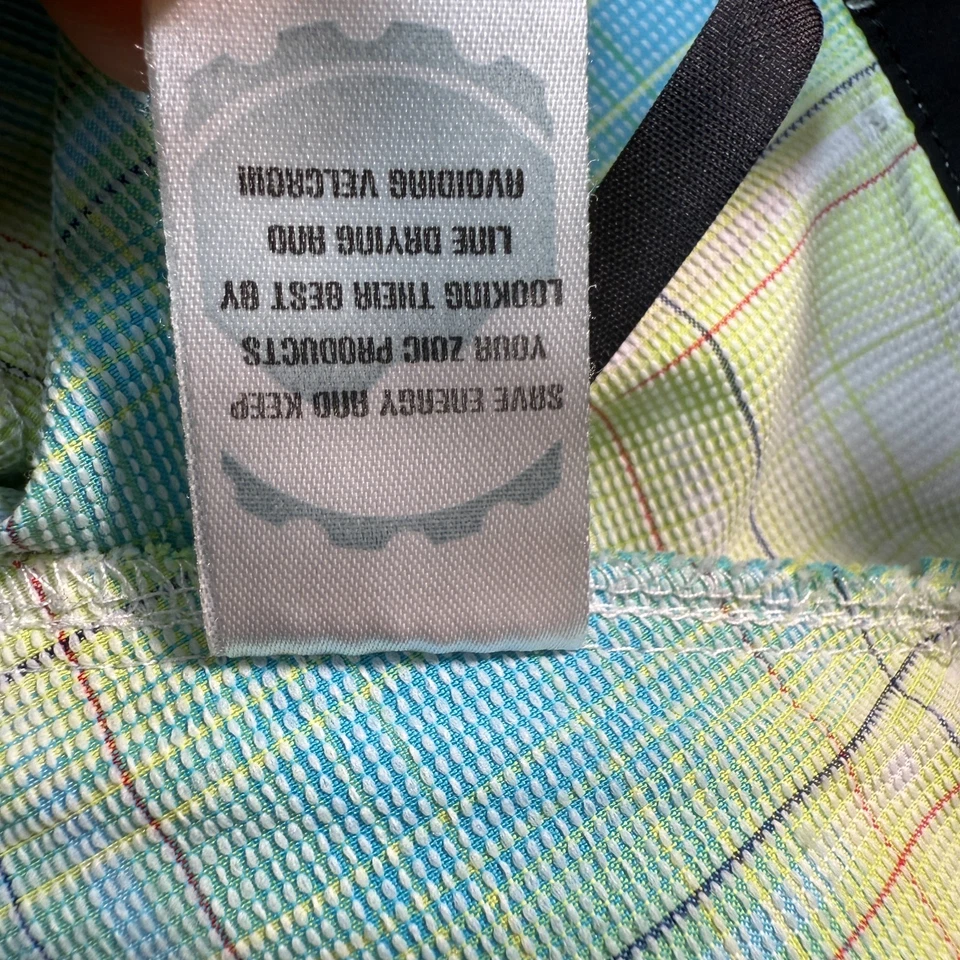 SAVE ENERGY AND KEEP
YOUR ZOIC PRODUCTS
LOOKING THEIR BEST BY
LINE DRYING AND
AVOIDING VELCRO!!